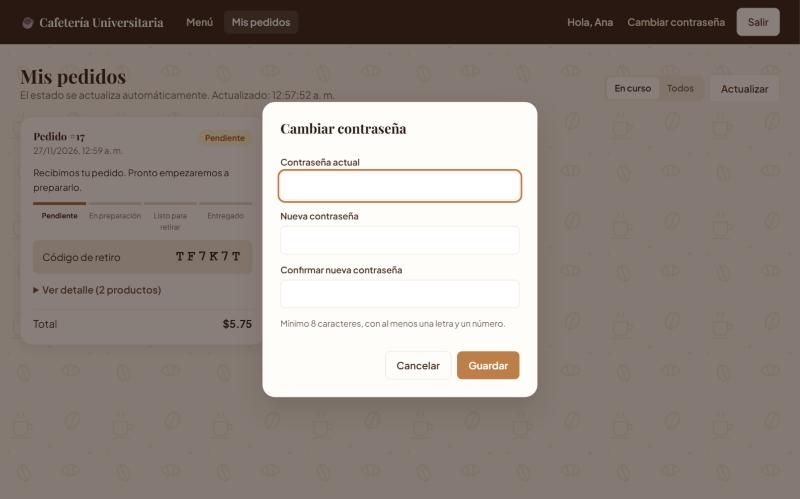 Cafetería Universitaria
Menú
Mis pedidos
Hola, Ana
Cambiar contraseña
Salir
Mis pedidos
El estado se actualiza automáticamente. Actualizado: 12:57:52 a. m.
En curso
Todos
Actualizar
Pedido #17
Pendiente
27/11/2026, 12:59 a. m.
Recibimos tu pedido. Pronto empezaremos a
prepararlo.
Pendiente
En preparación
Listo para
retirar
Entregado
Código de retiro
TF7K7T
Ver detalle (2 productos)
Total
$5.75
Cambiar contraseña
Contraseña actual
Nueva contraseña
Confirmar nueva contraseña
Mínimo 8 caracteres, con al menos una letra y un número.
Cancelar
Guardar